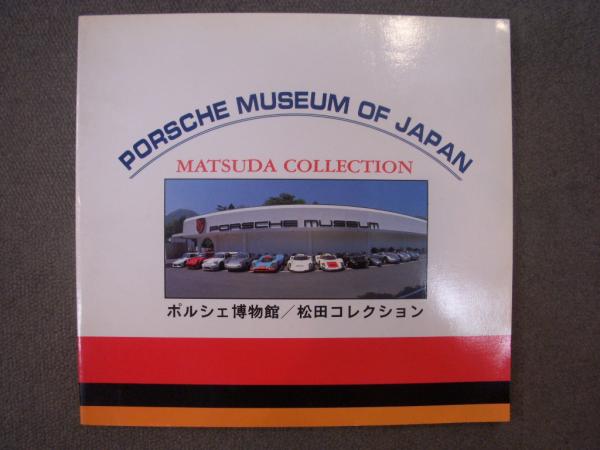 PORSCHE MUSEUM OF JAPAN
MATSUDA COLLECTION
PORSCHE MUSEUM
ポルシェ博物館／松田コレクション